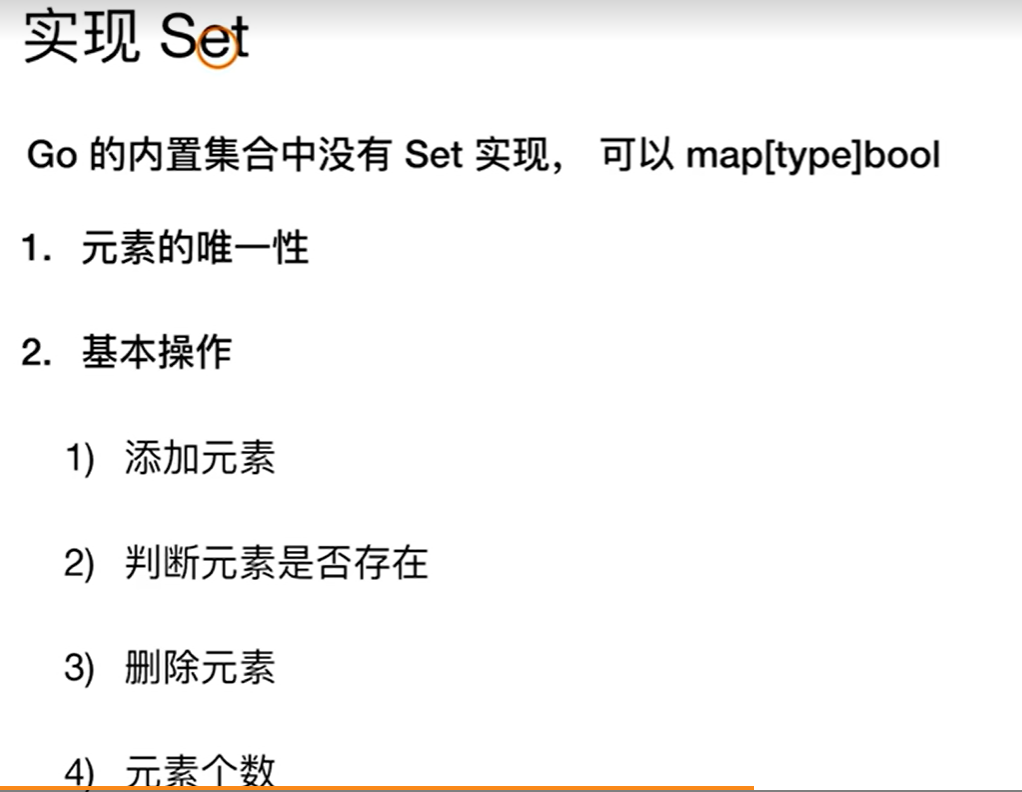 实现 Set
Go 的内置集合中没有 Set 实现， 可以 map[type]bool
1. 元素的唯一性
2. 基本操作
1) 添加元素
2) 判断元素是否存在
3) 删除元素
4) 元素个数